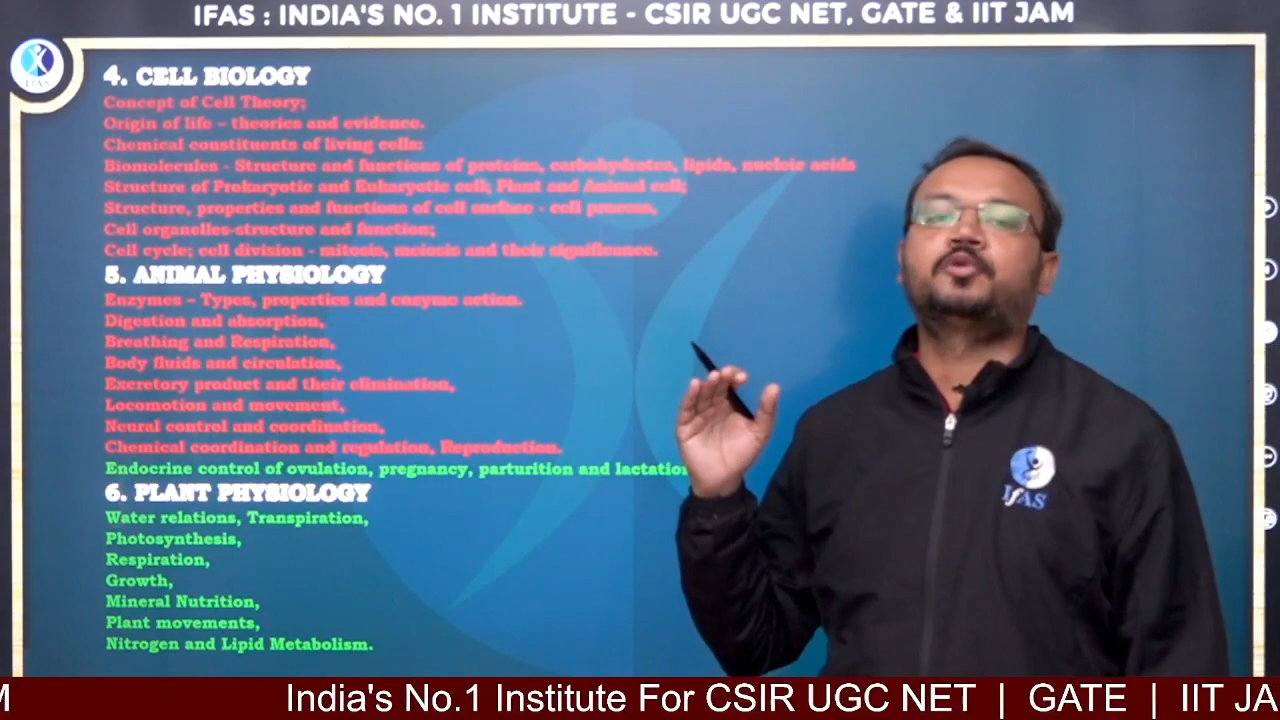 IFAS : INDIA'S NO. 1 INSTITUTE - CSIR UGC NET, GATE & IIT JAM
IFAS
4. CELL BIOLOGY
Concept of Cell Theory;
Origin of life – theories and evidence.
Chemical constituents of living cells:
Biomolecules - Structure and functions of proteins, carbohydrates, lipids, nucleic acids
Structure of Prokaryotic and Eukaryotic cell; Plant and Animal cell;
Structure, properties and functions of cell surface - cell process,
Cell organelles-structure and function;
Cell cycle; cell division - mitosis, meiosis and their significance.
5. ANIMAL PHYSIOLOGY
Enzymes – Types, properties and enzyme action.
Digestion and absorption,
Breathing and Respiration,
Body fluids and circulation,
Excretory product and their elimination,
Locomotion and movement,
Neural control and coordination,
Chemical coordination and regulation, Reproduction.
Endocrine control of ovulation, pregnancy, parturition and lactation
IFAS
6. PLANT PHYSIOLOGY
Water relations, Transpiration,
Photosynthesis,
Respiration,
Growth,
Mineral Nutrition,
Plant movements,
Nitrogen and Lipid Metabolism.
M India's No.1 Institute For CSIR UGC NET | GATE | IIT JA